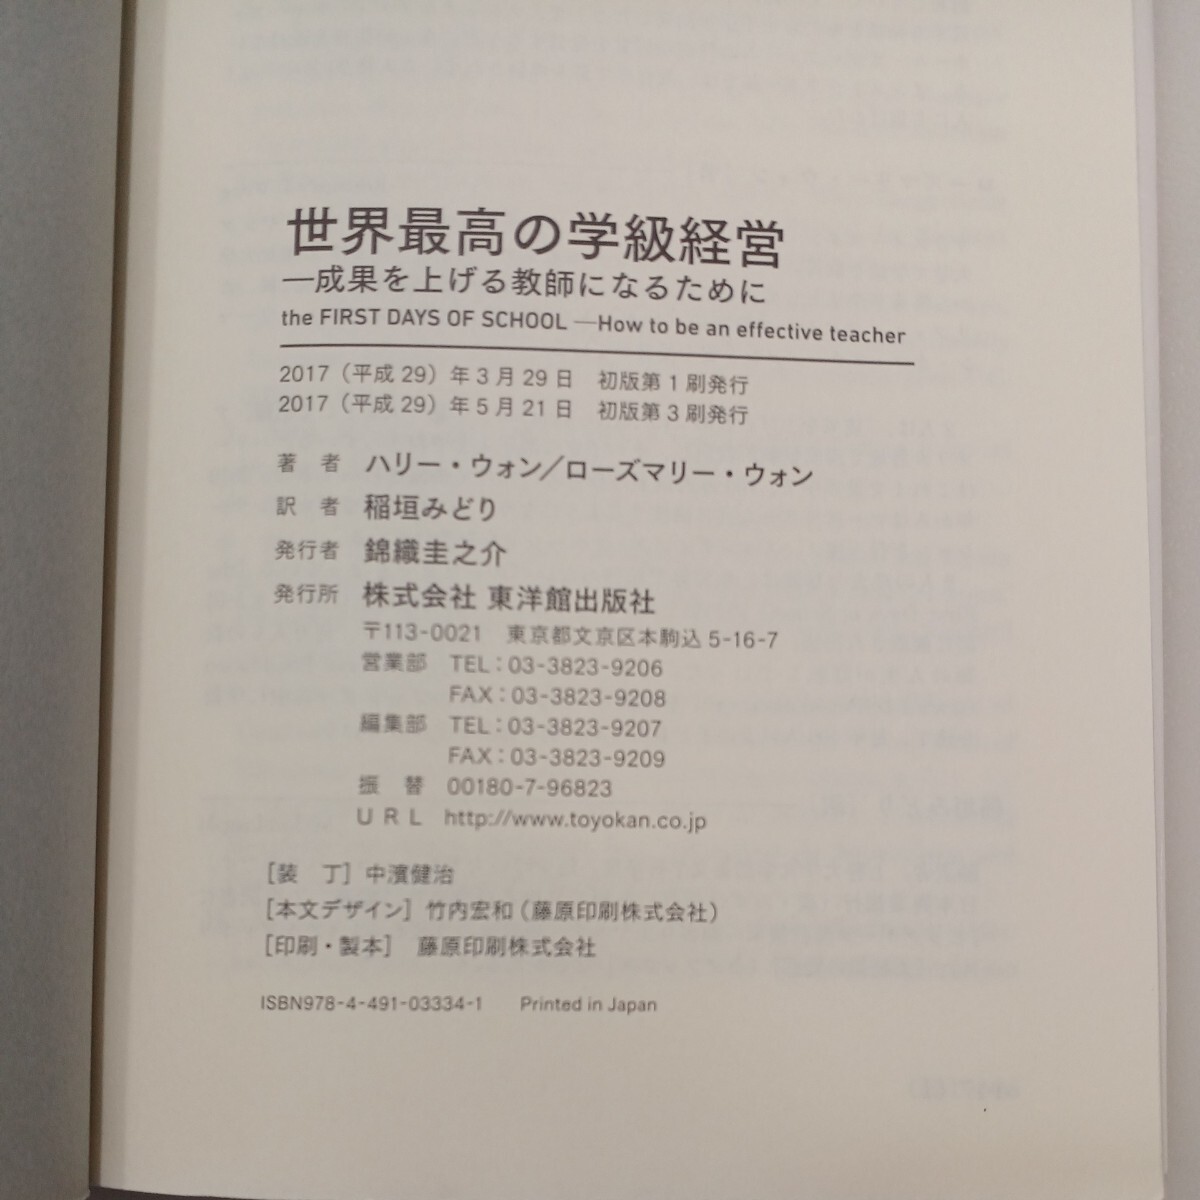 世界最高の学級経営
―成果を上げる教師になるために
the FIRST DAYS OF SCHOOL ―How to be an effective teacher
2017（平成29）年3月29日　初版第1刷発行
2017（平成29）年5月21日　初版第3刷発行
著　者　ハリー・ウォン／ローズマリー・ウォン
訳　者　稲垣みどり
発行者　錦織圭之介
発行所　株式会社 東洋館出版社
〒113-0021　東京都文京区本駒込5-16-7
営業部　TEL：03-3823-9206
FAX：03-3823-9208
編集部　TEL：03-3823-9207
FAX：03-3823-9209
振　替　00180-7-96823
ＵＲＬ　http://www.toyokan.co.jp
［装　丁］中濱健治
［本文デザイン］竹内宏和（藤原印刷株式会社）
［印刷・製本］　藤原印刷株式会社
ISBN978-4-491-03334-1　Printed in Japan